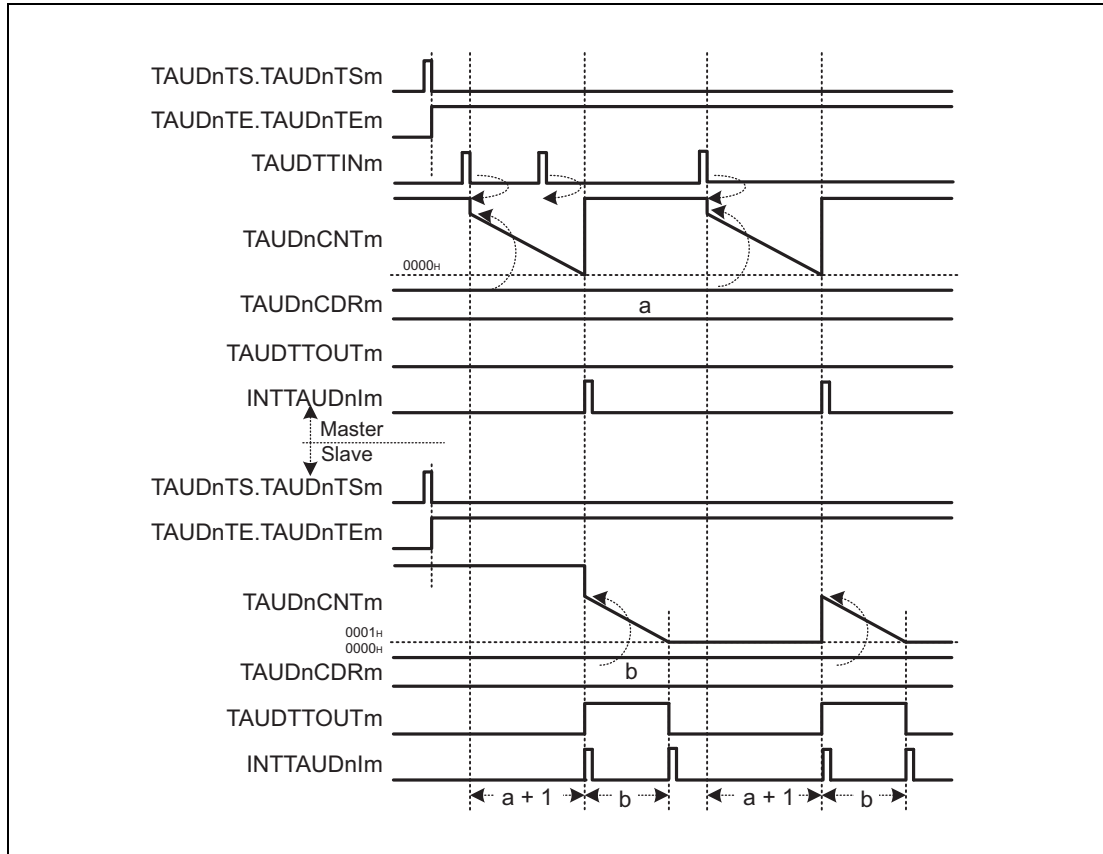 TAUDnTS.TAUDnTSm
TAUDnTE.TAUDnTEm
TAUDTTINm
TAUDnCNTm
0000H
TAUDnCDRm
a
TAUDTTOUTm
INTTAUDnIm
Master
Slave
TAUDnTS.TAUDnTSm
TAUDnTE.TAUDnTEm
TAUDnCNTm
0001H
0000H
TAUDnCDRm
b
TAUDTTOUTm
INTTAUDnIm
a + 1 b a + 1 b